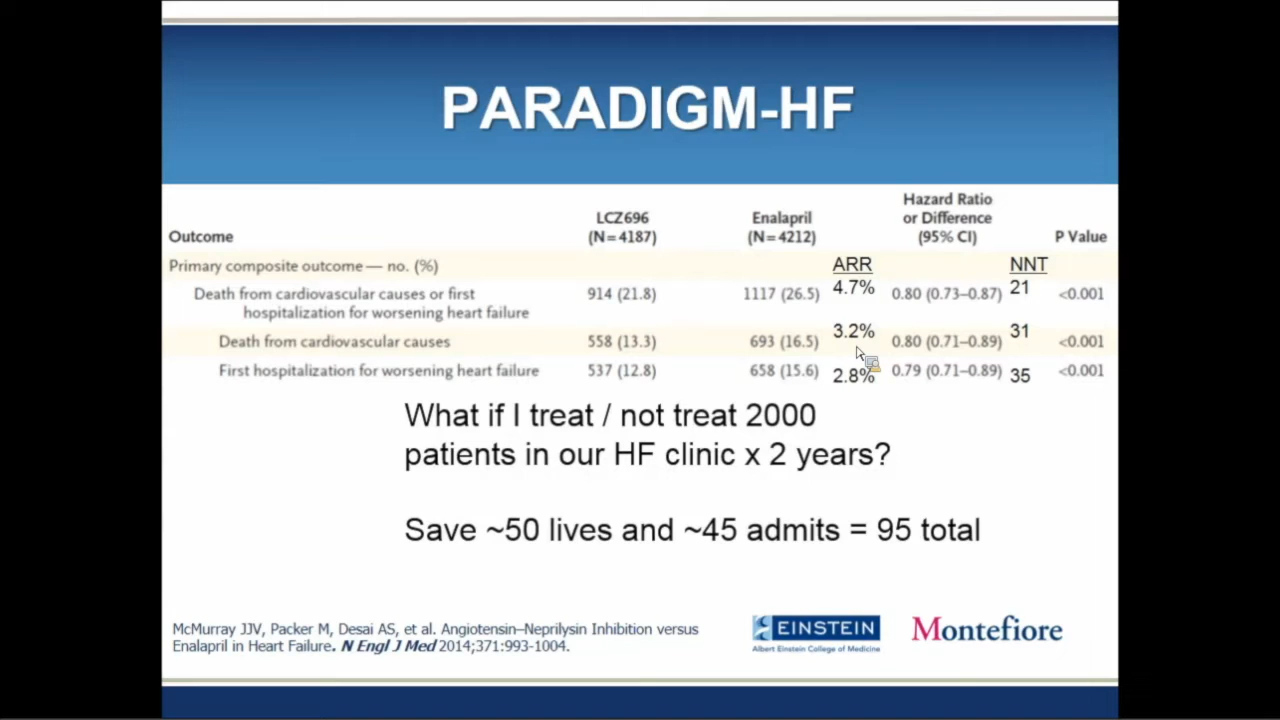 PARADIGM-HF
Hazard Ratio
LCZ696 Enalapril or Difference
Outcome (N=4187) (N=4212) (95% CI) P Value
Primary composite outcome — no. (%) ARR NNT
Death from cardiovascular causes or first 914 (21.8) 1117 (26.5) 4.7% 0.80 (0.73–0.87) 21 <0.001
hospitalization for worsening heart failure
Death from cardiovascular causes 558 (13.3) 693 (16.5) 3.2% 0.80 (0.71–0.89) 31 <0.001
First hospitalization for worsening heart failure 537 (12.8) 658 (15.6) 2.8% 0.79 (0.71–0.89) 35 <0.001
What if I treat / not treat 2000
patients in our HF clinic x 2 years?
Save ~50 lives and ~45 admits = 95 total
McMurray JJV, Packer M, Desai AS, et al. Angiotensin–Neprilysin Inhibition versus
Enalapril in Heart Failure. N Engl J Med 2014;371:993-1004.
EINSTEIN
Albert Einstein College of Medicine
Montefiore